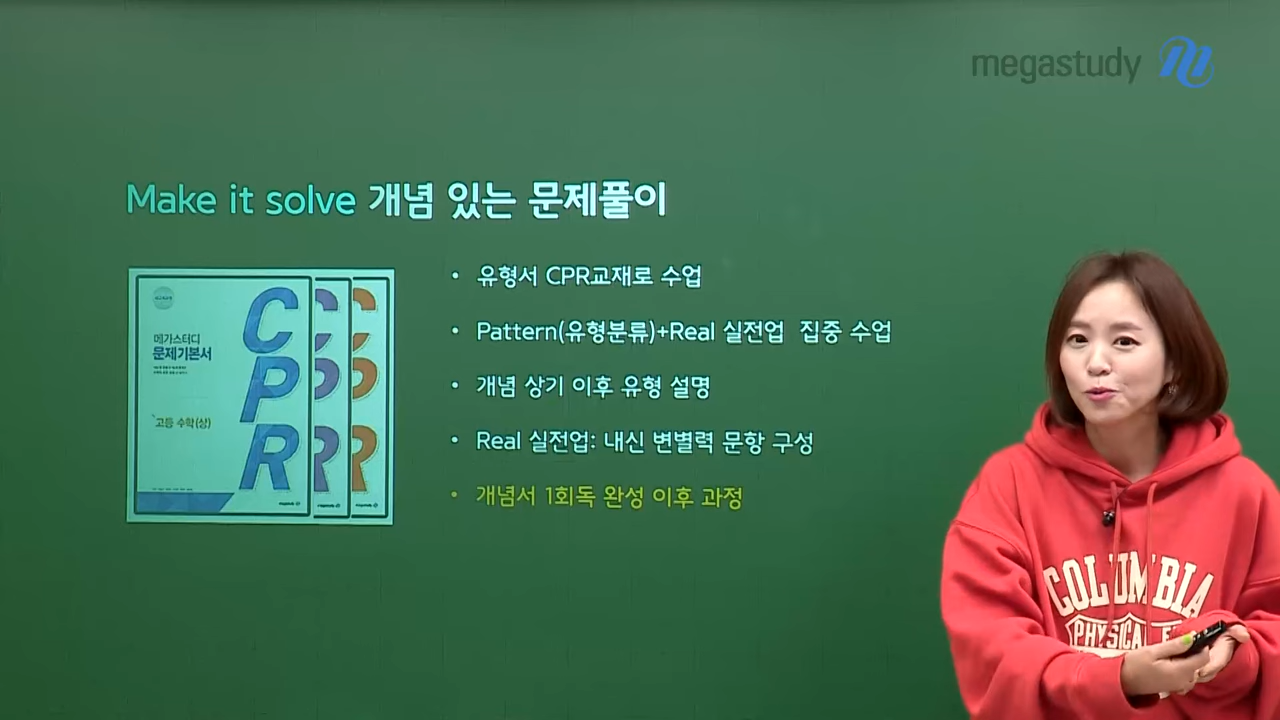 megastudy
Make it solve 개념 있는 문제풀이
• 유형서 CPR교재로 수업
• Pattern(유형분류)+Real 실전업 집중 수업
• 개념 상기 이후 유형 설명
• Real 실전업: 내신 변별력 문항 구성
• 개념서 1회독 완성 이후 과정
메가스터디
문제기본서
고등 수학(상)
C
P
R
COLUMBIA
PHYSICAL